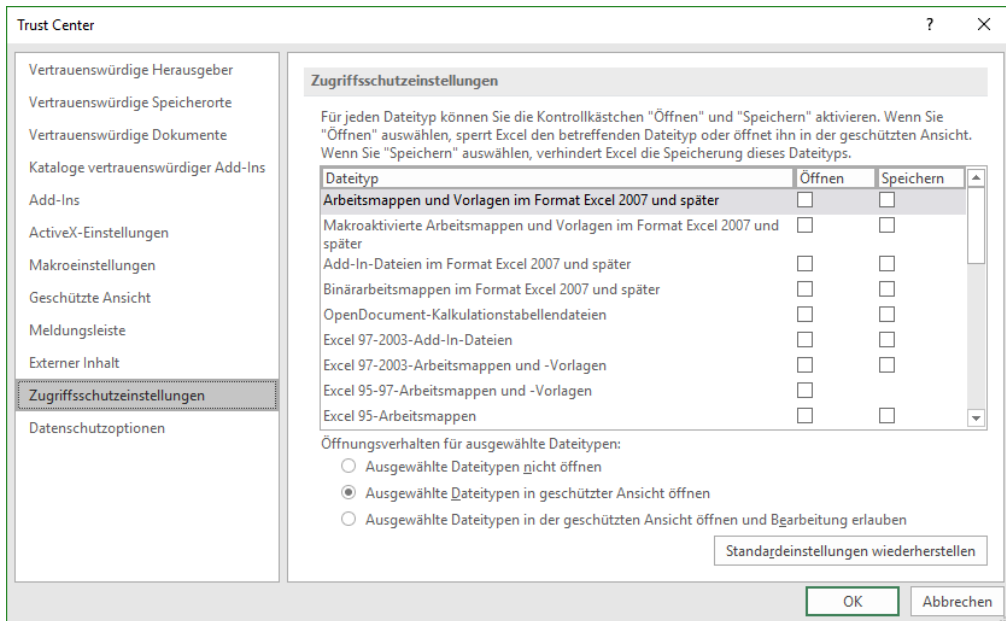 Trust Center
?
Vertrauenswürdige Herausgeber
Vertrauenswürdige Speicherorte
Vertrauenswürdige Dokumente
Kataloge vertrauenswürdiger Add-Ins
Add-Ins
ActiveX-Einstellungen
Makroeinstellungen
Geschützte Ansicht
Meldungsleiste
Externer Inhalt
Zugriffsschutzeinstellungen
Datenschutzoptionen
Zugriffsschutzeinstellungen
Für jeden Dateityp können Sie die Kontrollkästchen "Öffnen" und "Speichern" aktivieren. Wenn Sie
"Öffnen" auswählen, sperrt Excel den betreffenden Dateityp oder öffnet ihn in der geschützten Ansicht.
Wenn Sie "Speichern" auswählen, verhindert Excel die Speicherung dieses Dateityps.
Dateityp Öffnen Speichern
Arbeitsmappen und Vorlagen im Format Excel 2007 und später
Makroaktivierte Arbeitsmappen und Vorlagen im Format Excel 2007 und
später
Add-In-Dateien im Format Excel 2007 und später
Binärarbeitsmappen im Format Excel 2007 und später
OpenDocument-Kalkulationstabellendateien
Excel 97-2003-Add-In-Dateien
Excel 97-2003-Arbeitsmappen und -Vorlagen
Excel 95-97-Arbeitsmappen und -Vorlagen
Excel 95-Arbeitsmappen
Öffnungsverhalten für ausgewählte Dateitypen:
Ausgewählte Dateitypen nicht öffnen
Ausgewählte Dateitypen in geschützter Ansicht öffnen
Ausgewählte Dateitypen in der geschützten Ansicht öffnen und Bearbeitung erlauben
Standardeinstellungen wiederherstellen
OK Abbrechen